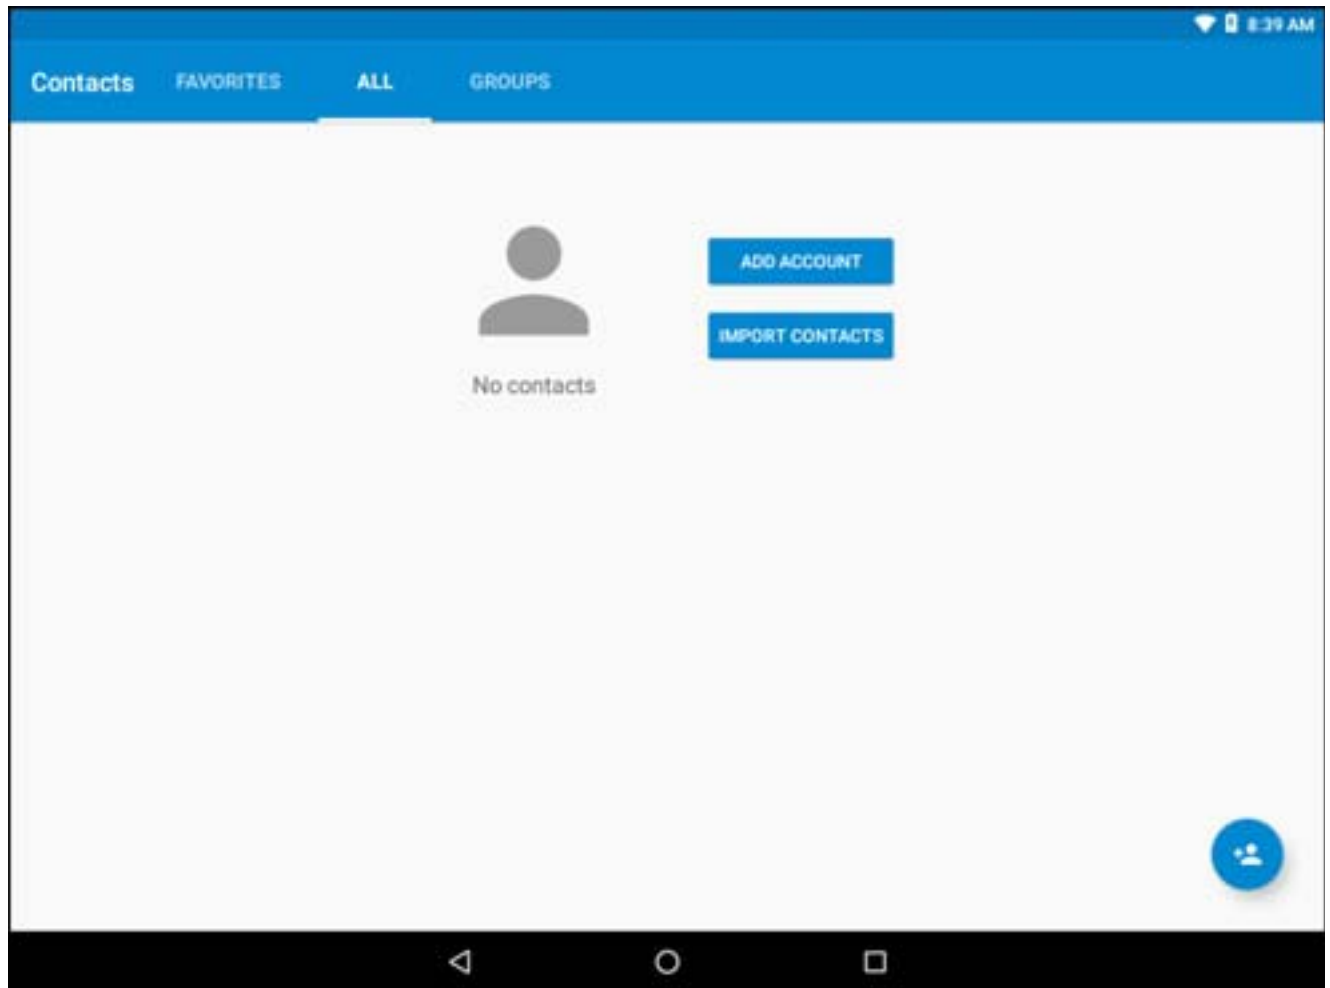 8:39 AM
Contacts FAVORITES ALL GROUPS
ADD ACCOUNT
IMPORT CONTACTS
No contacts